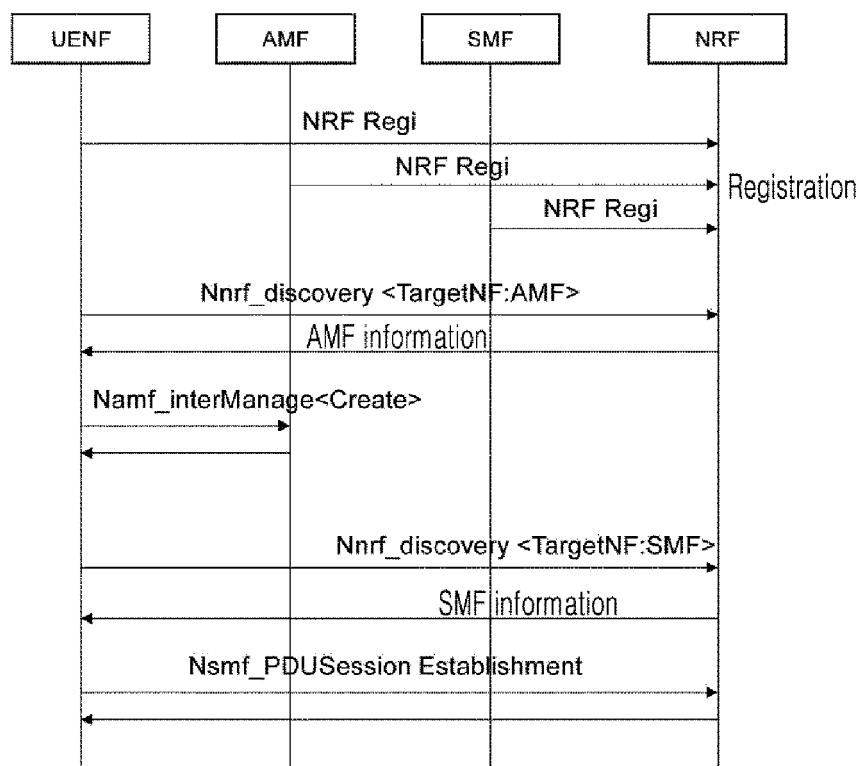 UENF AMF SMF NRF
NRF Regi
NRF Regi
Registration
NRF Regi
Nnrf_discovery <TargetNF:AMF>
AMF information
Namf_interManage<Create>
Nnrf_discovery <TargetNF:SMF>
SMF information
Nsmf_PDUSession Establishment